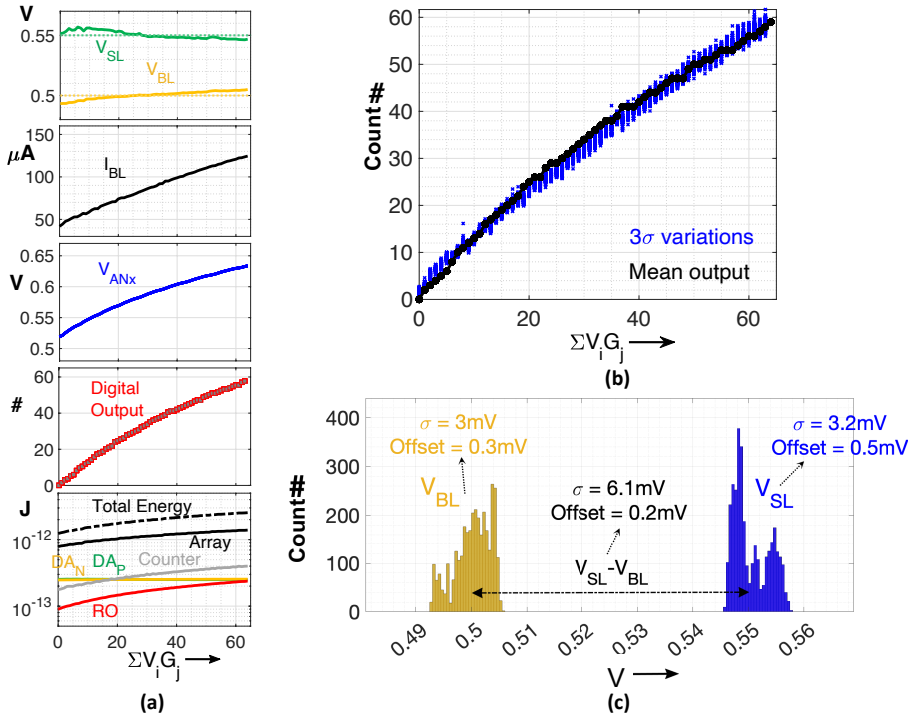 V
0.55
V_SL
V_BL
0.5
150
μA
100
50
I_BL
0.65
V
0.6
0.55
0.5
V_ANx
60
#
40
20
0
Digital
Output
J
Total Energy
10^-12
Array
DA_N DA_P Counter
10^-13
RO
0 20 40 60
ΣV_iG_j →
(a)
Count#
60
50
40
30
20
10
0
3σ variations
Mean output
0 20 40 60
ΣV_iG_j →
(b)
Count#
400
300
200
100
0
σ = 3mV
Offset = 0.3mV
V_BL
σ = 6.1mV
Offset = 0.2mV
V_SL-V_BL
σ = 3.2mV
Offset = 0.5mV
V_SL
0.49 0.5 0.51 0.52 0.53 0.54 0.55 0.56
V →
(c)